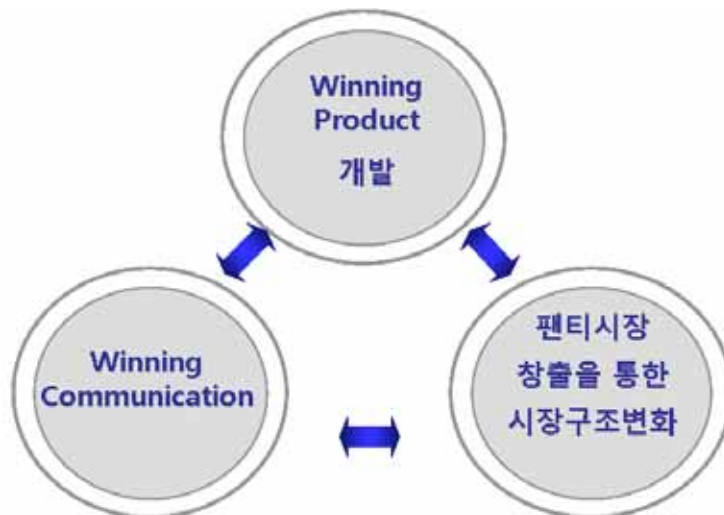 Winning
Product
개발
Winning
Communication
팬티시장
창출을 통한
시장구조변화